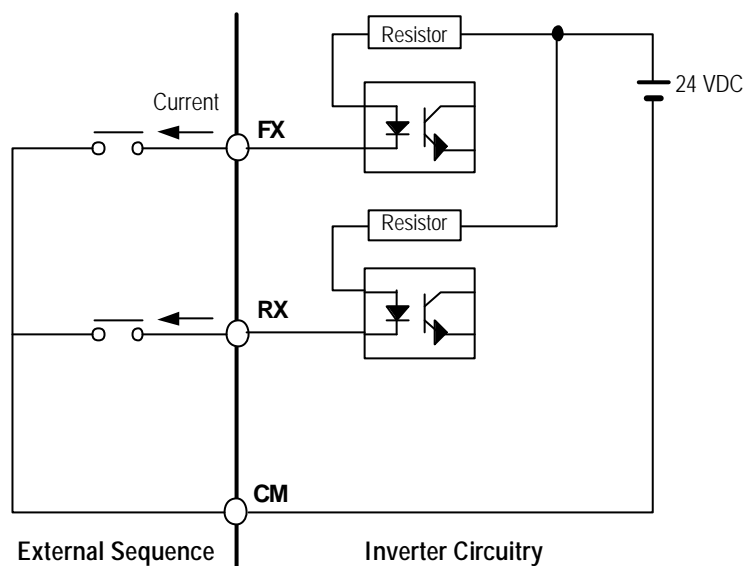 Resistor
24 VDC
Current
FX
Resistor
RX
CM
External Sequence
Inverter Circuitry